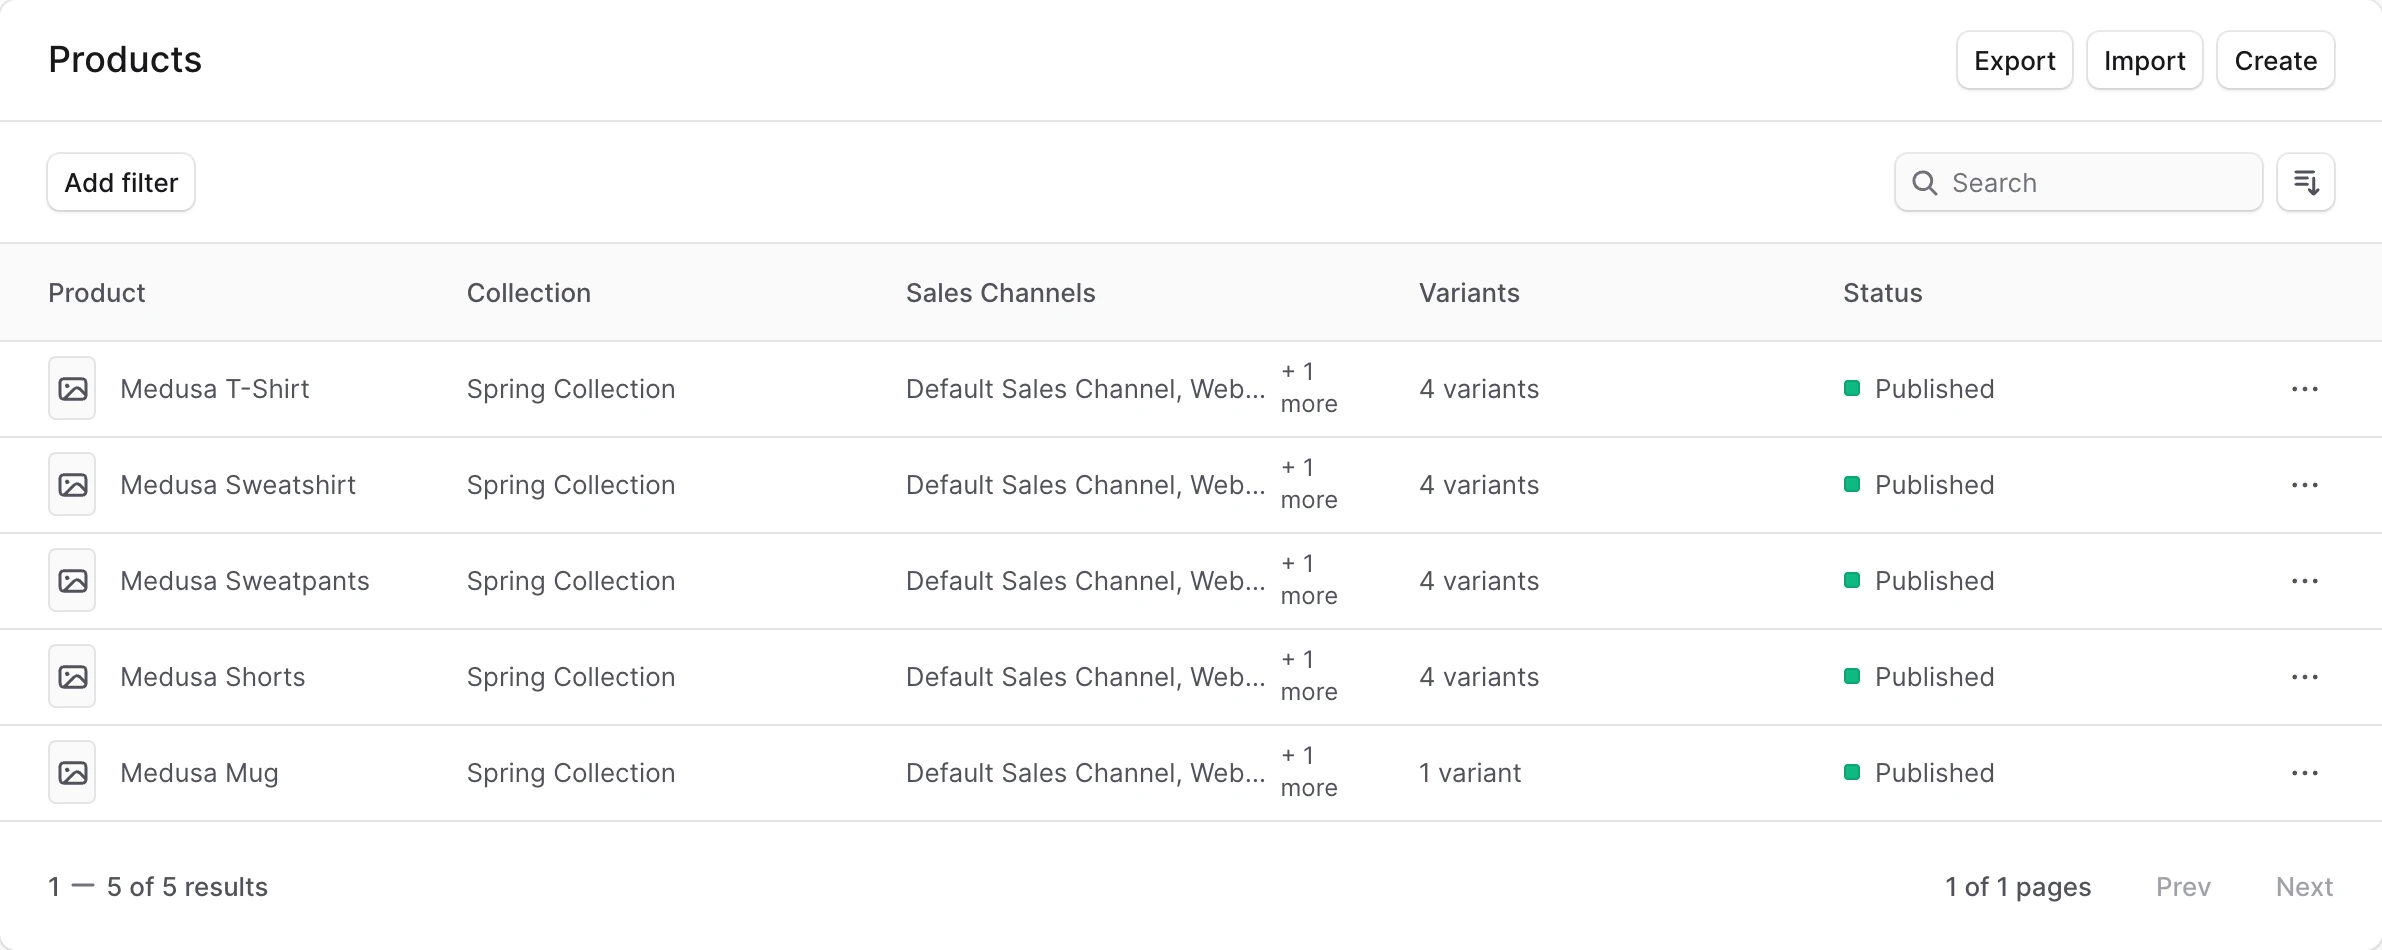 Products
Export Import Create
Add filter
Search
Product Collection Sales Channels Variants Status
Medusa T-Shirt Spring Collection Default Sales Channel, Web... + 1 more 4 variants Published
Medusa Sweatshirt Spring Collection Default Sales Channel, Web... + 1 more 4 variants Published
Medusa Sweatpants Spring Collection Default Sales Channel, Web... + 1 more 4 variants Published
Medusa Shorts Spring Collection Default Sales Channel, Web... + 1 more 4 variants Published
Medusa Mug Spring Collection Default Sales Channel, Web... + 1 more 1 variant Published
1 — 5 of 5 results 1 of 1 pages Prev Next